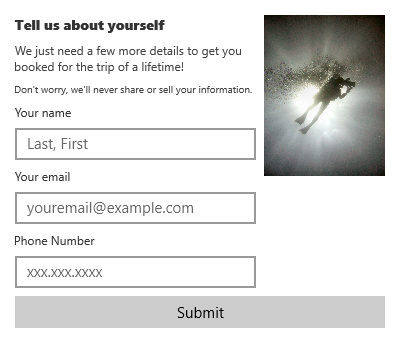 Tell us about yourself
We just need a few more details to get you
booked for the trip of a lifetime!
Don't worry, we'll never share or sell your information.
Your name
Last, First
Your email
youremail@example.com
Phone Number
xxx.xxx.xxxx
Submit